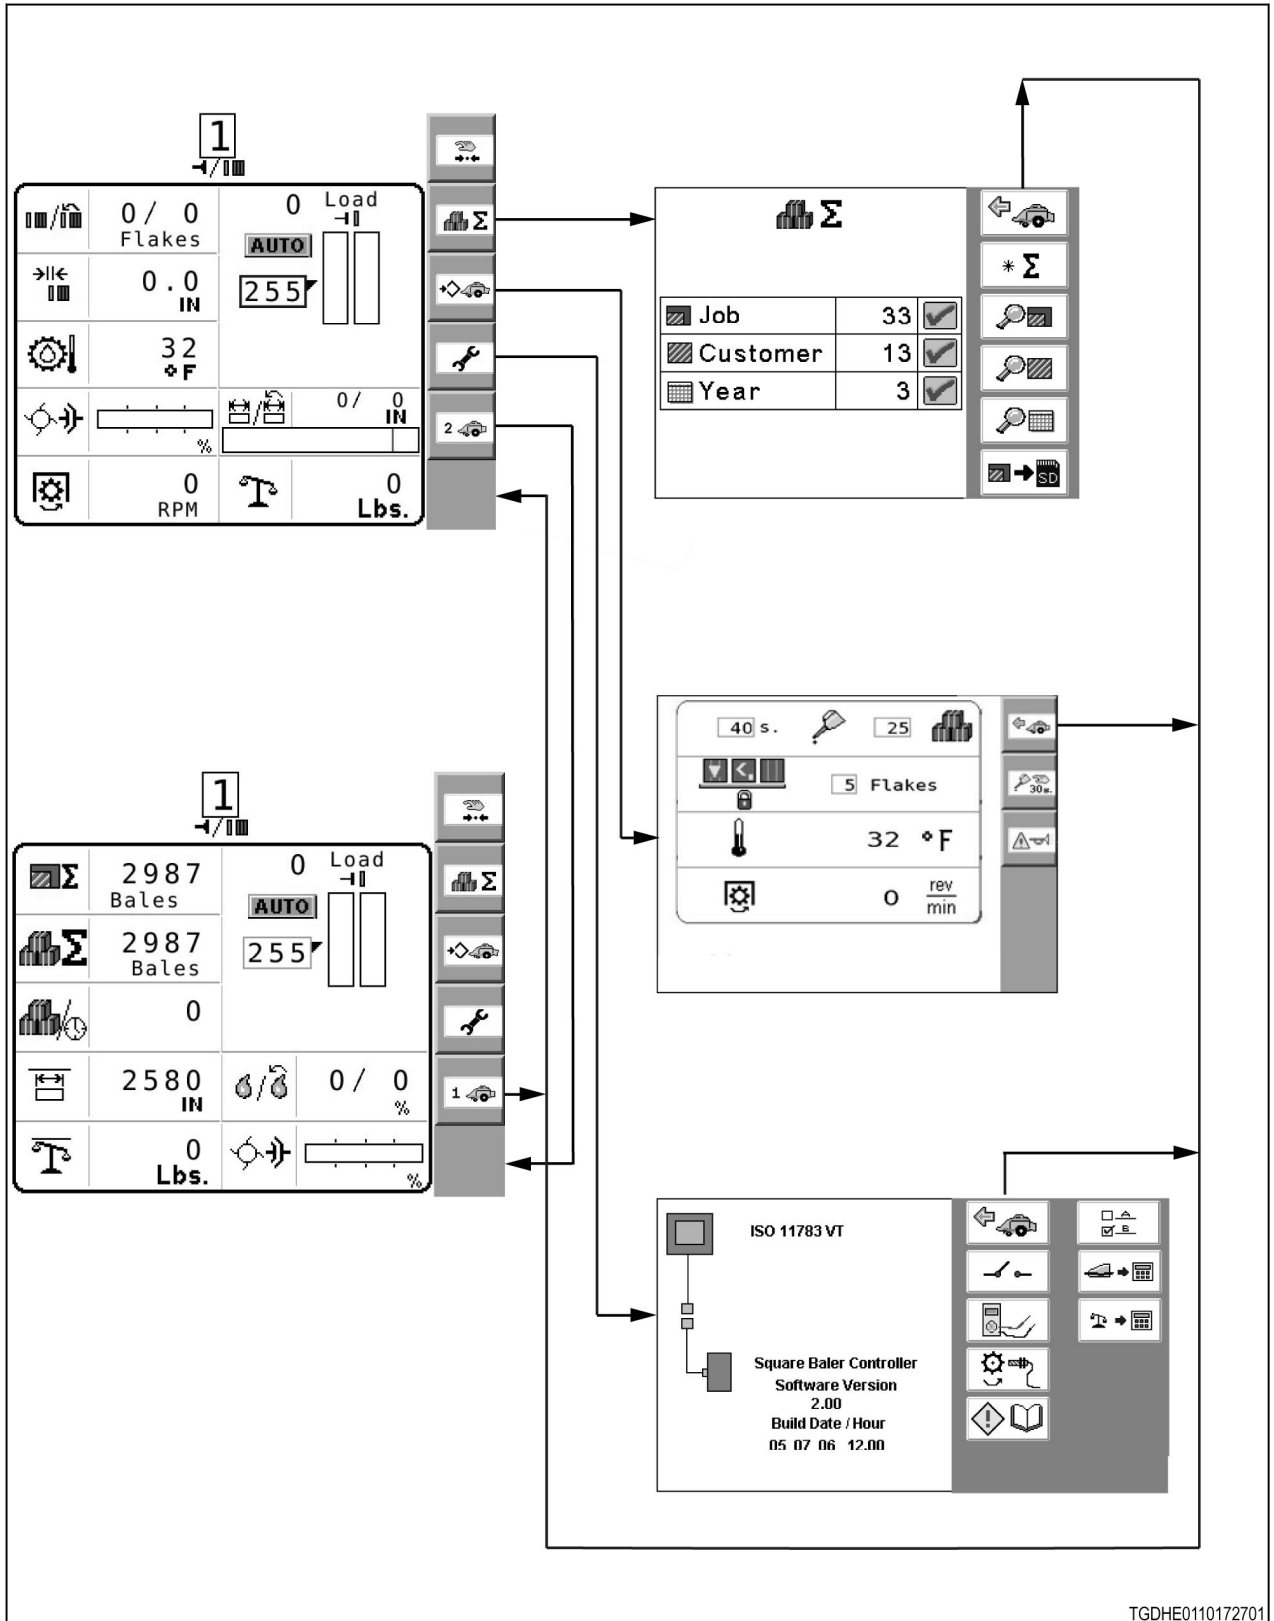 1
0/ 0
Flakes
0 Load
AUTO
0.0
IN
255
32
°F
%
0/ 0
IN
0
RPM
0
Lbs.
2
Σ
Σ
* Σ
Job 33
Customer 13
Year 3
SD
40 s. 25
5 Flakes
32 °F
0 rev
min
30s.
1
Σ 2987
Bales
0 Load
AUTO
Σ 2987
Bales
255
0
2580
IN
0/ 0
%
0
Lbs.
%
Σ
1
ISO 11783 VT
Square Baler Controller
Software Version
2.00
Build Date / Hour
05 07 06 12.00
A
B
TGDHE0110172701